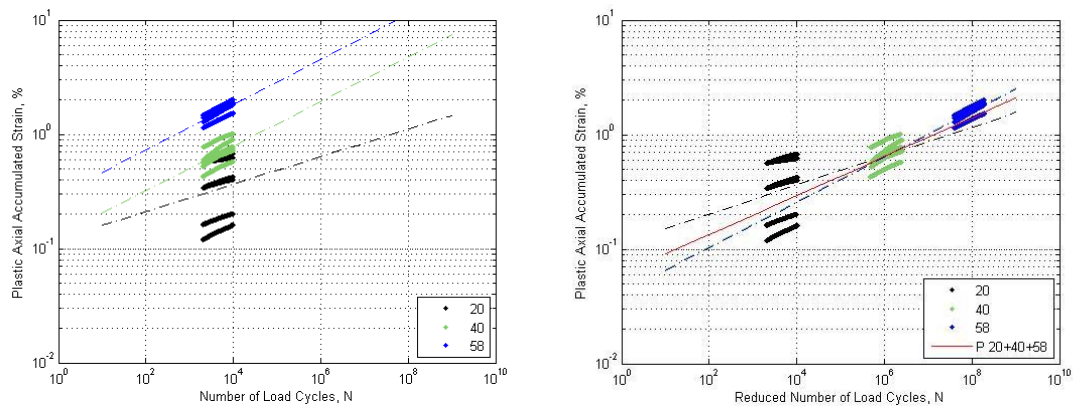 10^1
10^0
10^-1
10^-2
Plastic Axial Accumulated Strain, %
10^0 10^2 10^4 10^6 10^8 10^10
Number of Load Cycles, N
20
40
58
10^1
10^0
10^-1
10^-2
Plastic Axial Accumulated Strain, %
10^0 10^2 10^4 10^6 10^8 10^10
Reduced Number of Load Cycles, N
20
40
58
P 20+40+58